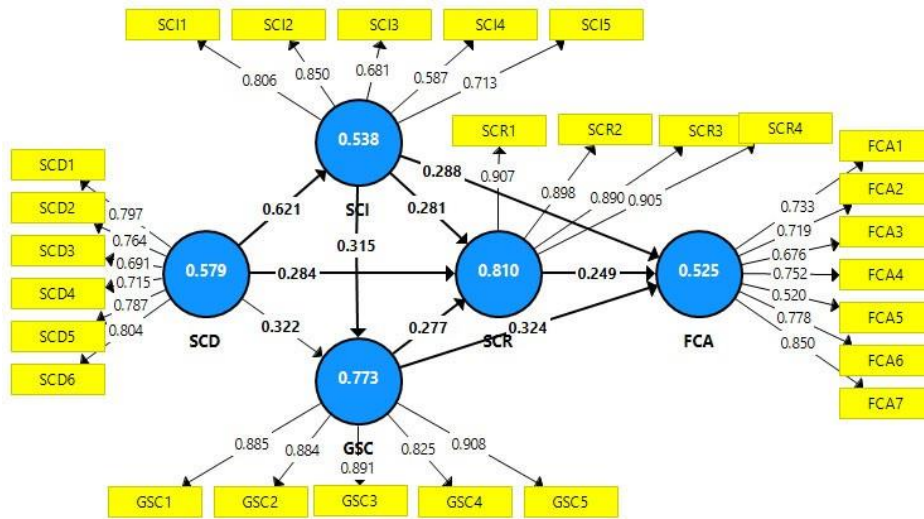 SCI1
SCI2
SCI3
SCI4
SCI5
0.806
0.850
0.681
0.587
0.713
0.538
SCI
SCR1
SCR2
SCR3
SCR4
0.907
0.898
0.890
0.905
SCD1
SCD2
SCD3
SCD4
SCD5
SCD6
0.797
0.764
0.691
0.715
0.787
0.804
0.579
SCD
0.621
0.284
0.322
0.315
0.281
0.288
0.277
0.324
0.249
0.810
SCR
0.525
FCA
0.733
0.719
0.676
0.752
0.520
0.778
0.850
FCA1
FCA2
FCA3
FCA4
FCA5
FCA6
FCA7
0.773
GSC
0.885
0.884
0.891
0.825
0.908
GSC1
GSC2
GSC3
GSC4
GSC5